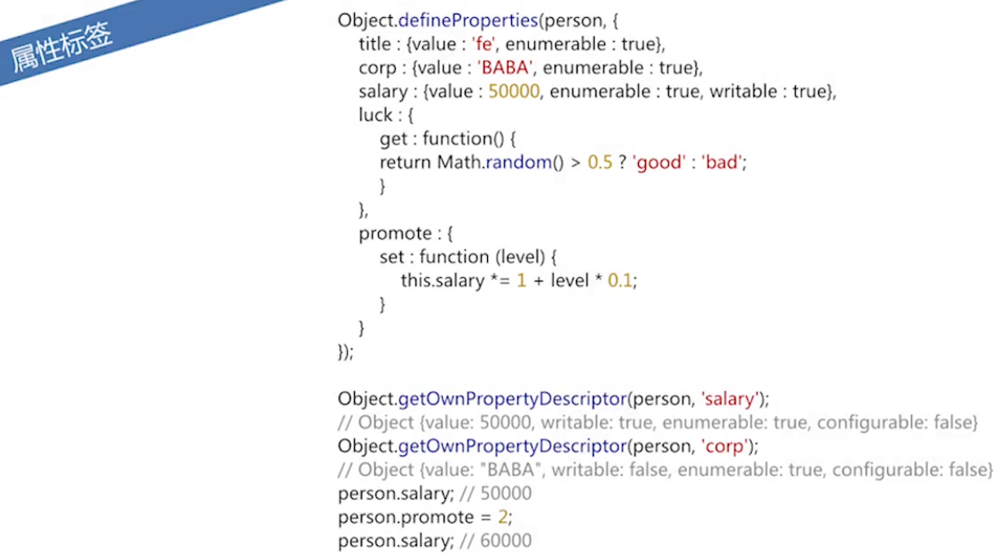 属性标签
Object.defineProperties(person, {
title : {value : 'fe', enumerable : true},
corp : {value : 'BABA', enumerable : true},
salary : {value : 50000, enumerable : true, writable : true},
luck : {
get : function() {
return Math.random() > 0.5 ? 'good' : 'bad';
}
},
promote : {
set : function (level) {
this.salary *= 1 + level * 0.1;
}
}
});
Object.getOwnPropertyDescriptor(person, 'salary');
// Object {value: 50000, writable: true, enumerable: true, configurable: false}
Object.getOwnPropertyDescriptor(person, 'corp');
// Object {value: "BABA", writable: false, enumerable: true, configurable: false}
person.salary; // 50000
person.promote = 2;
person.salary; // 60000